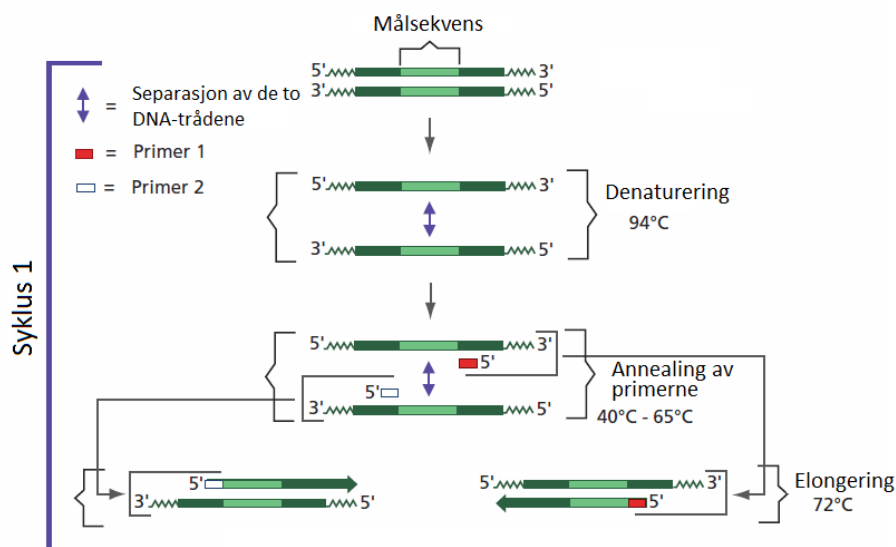 Målsekvens
5' 3'
3' 5'
= Separasjon av de to
DNA-trådene
= Primer 1
= Primer 2
Syklus 1
5' 3'
3' 5'
Denaturering
94°C
5' 3'
5'
5'
3' 5'
Annealing av
primerne
40°C - 65°C
5'
3' 5'
5' 3'
5'
Elongering
72°C